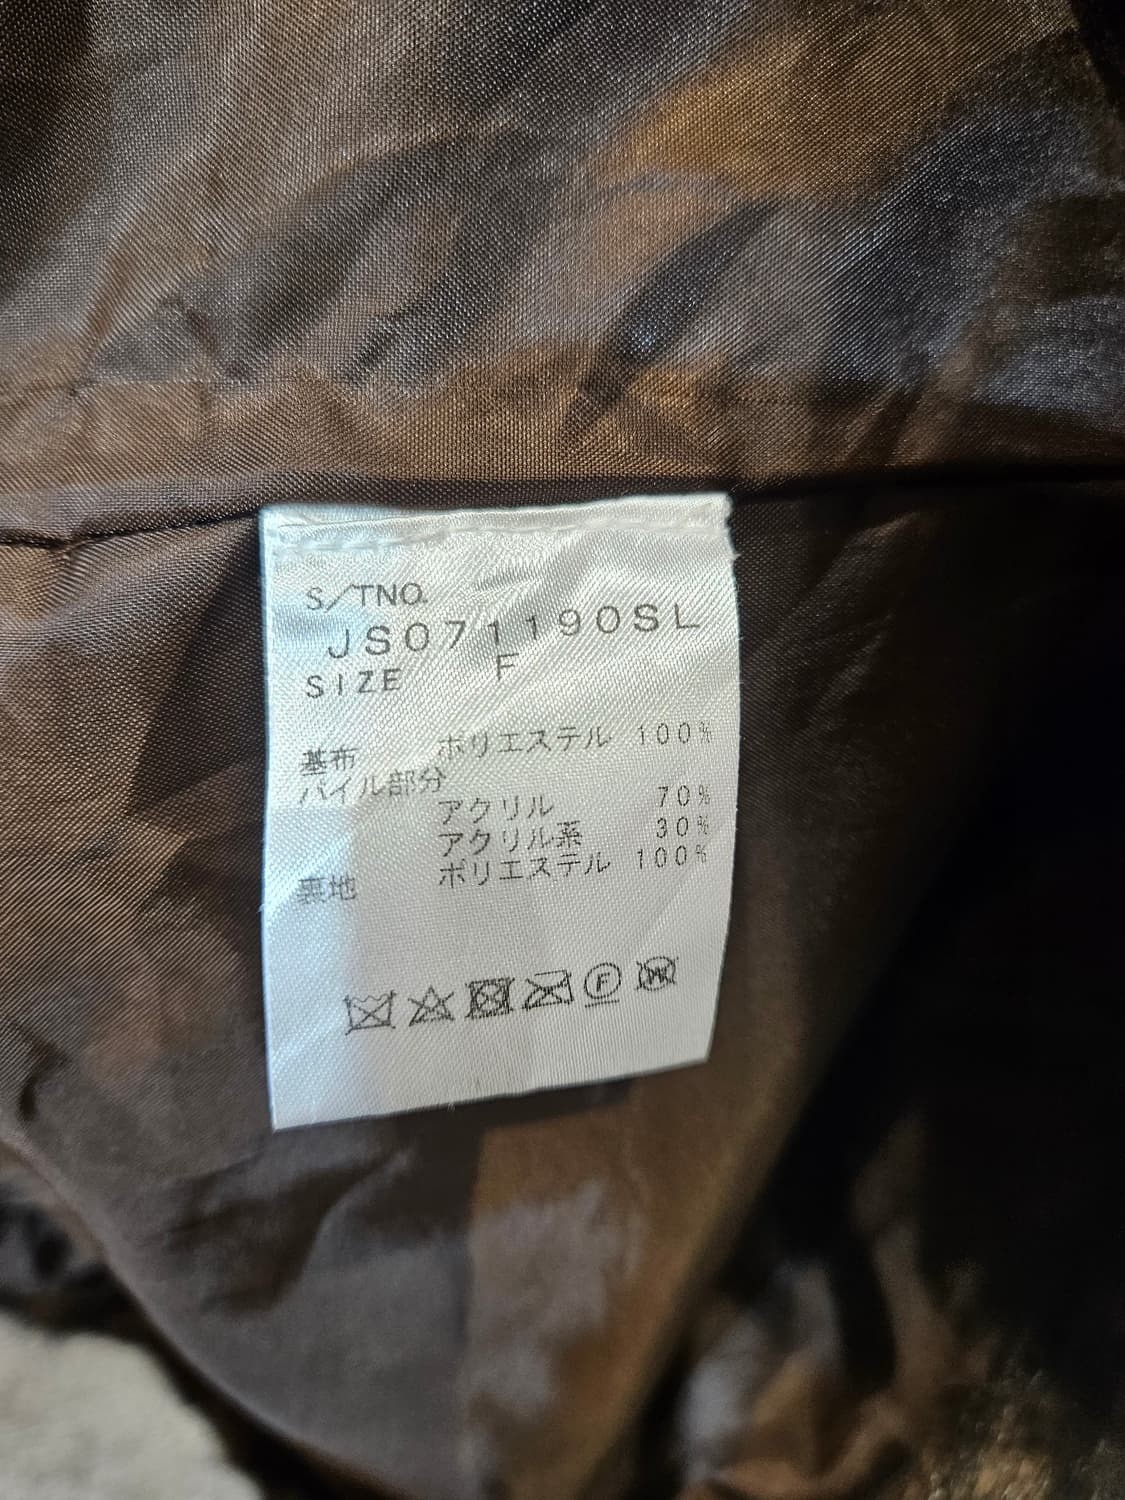 S/TNO.
JS071190SL
SIZE F
基布 ポリエステル 100%
パイル部分
アクリル 70%
アクリル系 30%
裏地 ポリエステル 100%
F
W